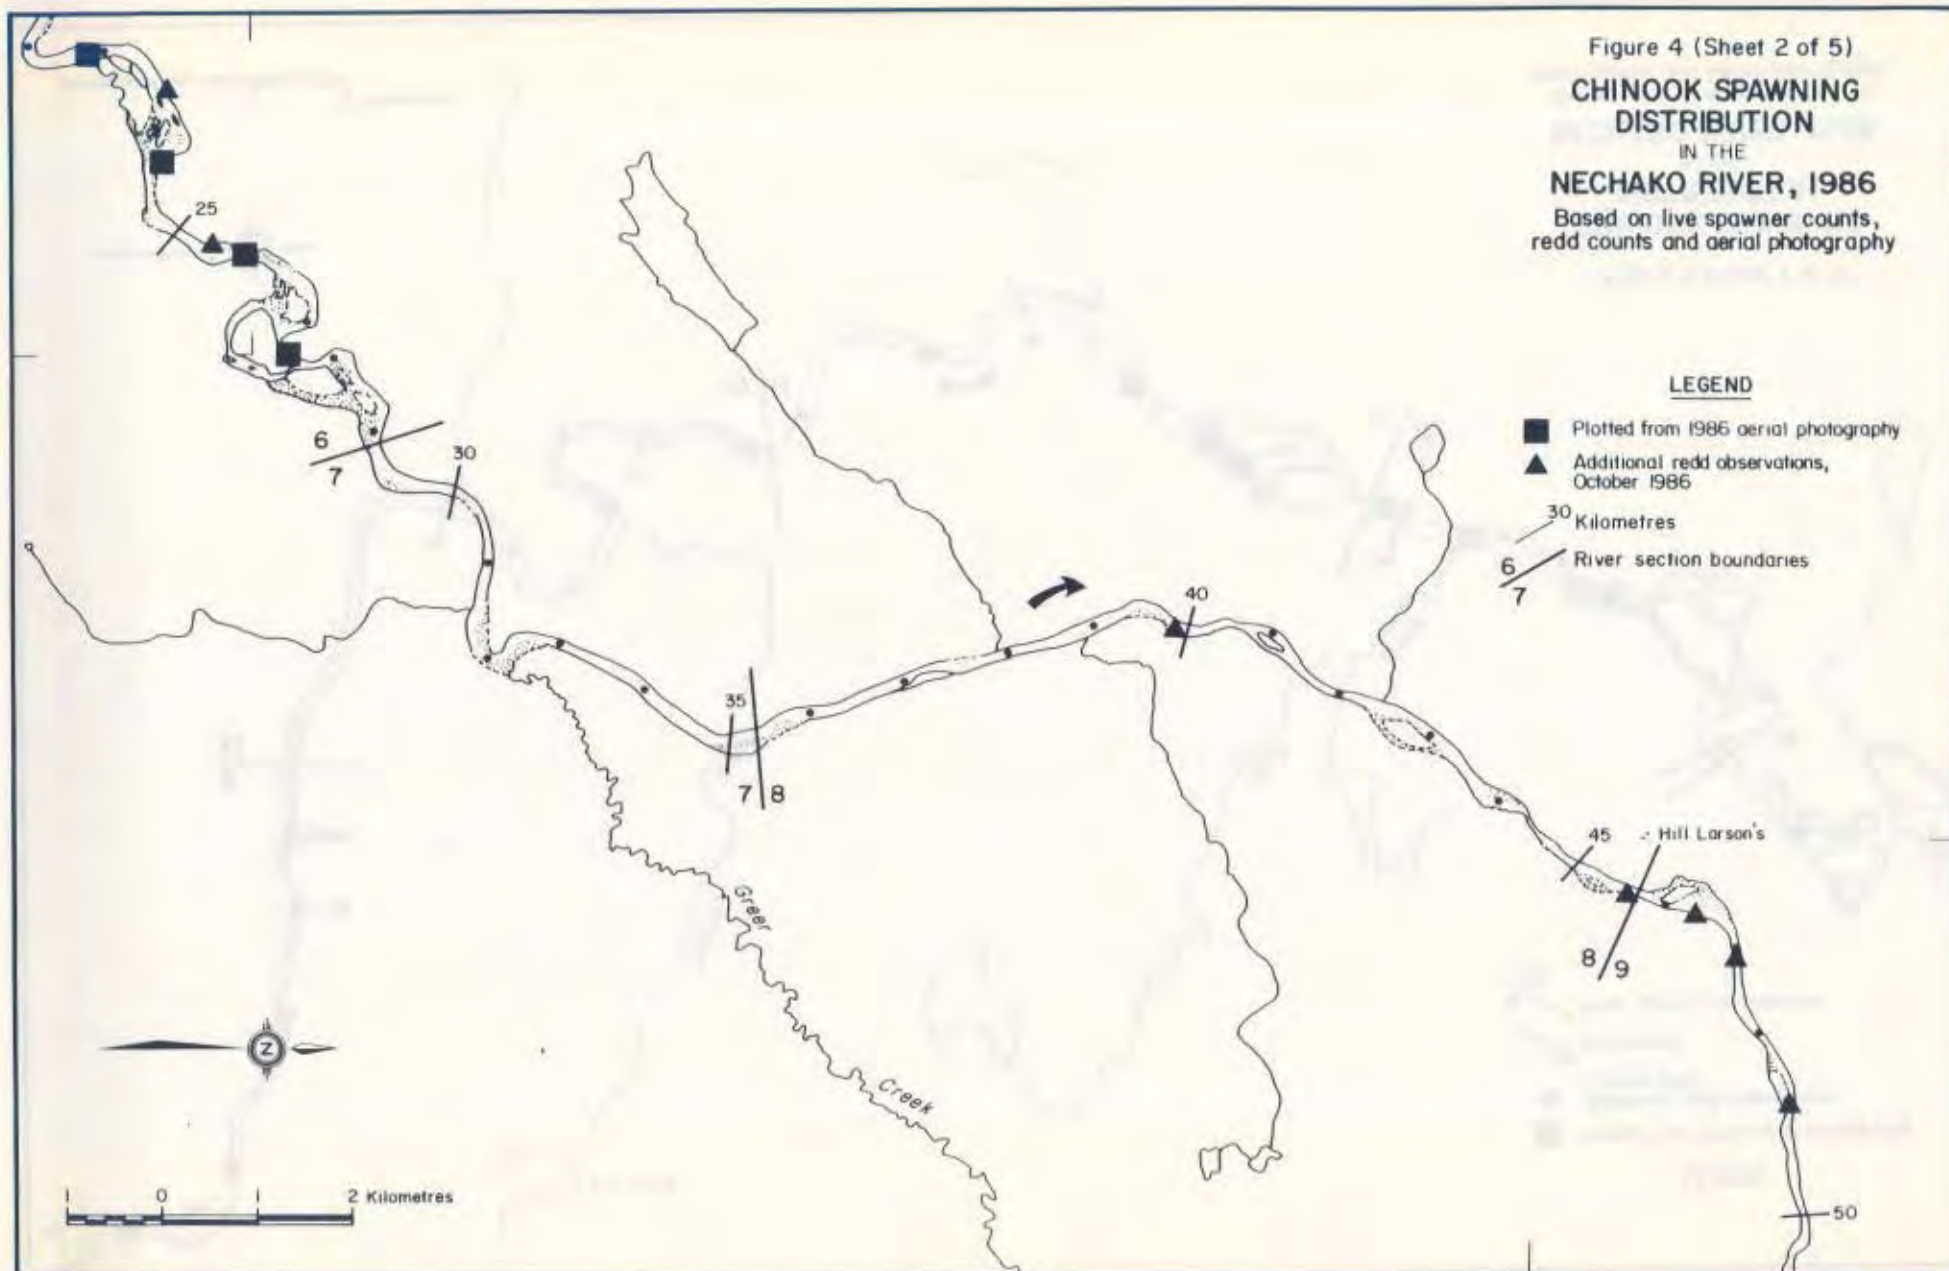 Figure 4 (Sheet 2 of 5)
CHINOOK SPAWNING
DISTRIBUTION
IN THE
NECHAKO RIVER, 1986
Based on live spawner counts,
redd counts and aerial photography
LEGEND
Plotted from 1986 aerial photography
Additional redd observations,
October 1986
30 Kilometres
6
7
River section boundaries
25
6
7
30
35
7 8
40
45
Hill Larson's
8 9
50
Greer
Creek
Z
1 0 1 2 Kilometres